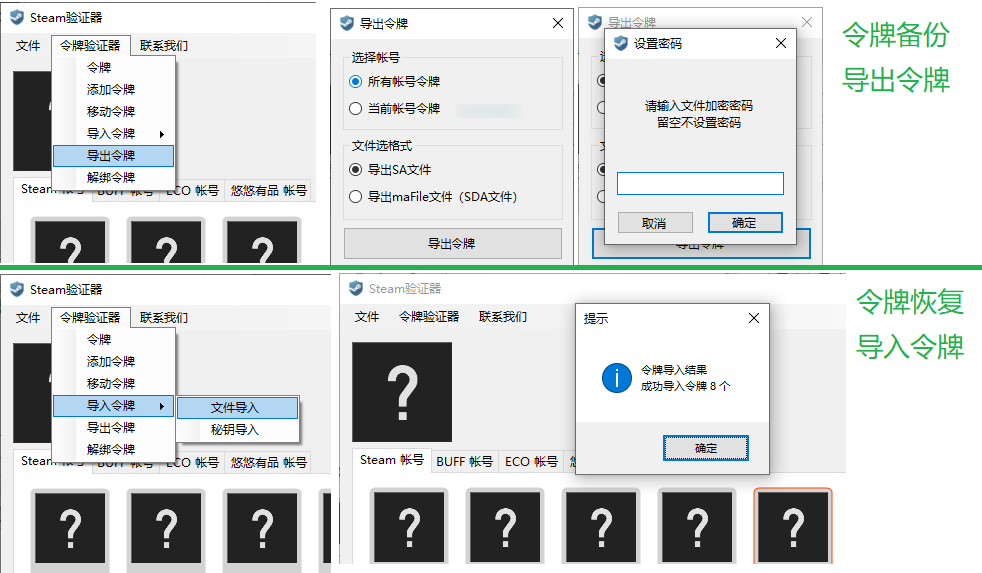 Steam验证器
文件 令牌验证器 联系我们
令牌
添加令牌
移动令牌
导入令牌
导出令牌
解绑令牌
Steam 帐号 BUFF 帐号 ECO 帐号 悠悠有品 帐号
? ? ?
导出令牌
选择帐号
所有帐号令牌
当前帐号令牌
文件选格式
导出SA文件
导出maFile文件（SDA文件）
导出令牌
导出令牌
设置密码
请输入文件加密密码
留空不设置密码
取消 确定
导出令牌
令牌备份
导出令牌
Steam验证器
文件 令牌验证器 联系我们
令牌
添加令牌
移动令牌
导入令牌
文件导入
秘钥导入
导出令牌
解绑令牌
Steam 帐号 BUFF 帐号 ECO 帐号 悠悠有品 帐号
? ? ?
Steam验证器
文件 令牌验证器 联系我们
?
提示
令牌导入结果
成功导入令牌 8 个
确定
Steam 帐号 BUFF 帐号 ECO 帐号
? ? ? ? ?
令牌恢复
导入令牌